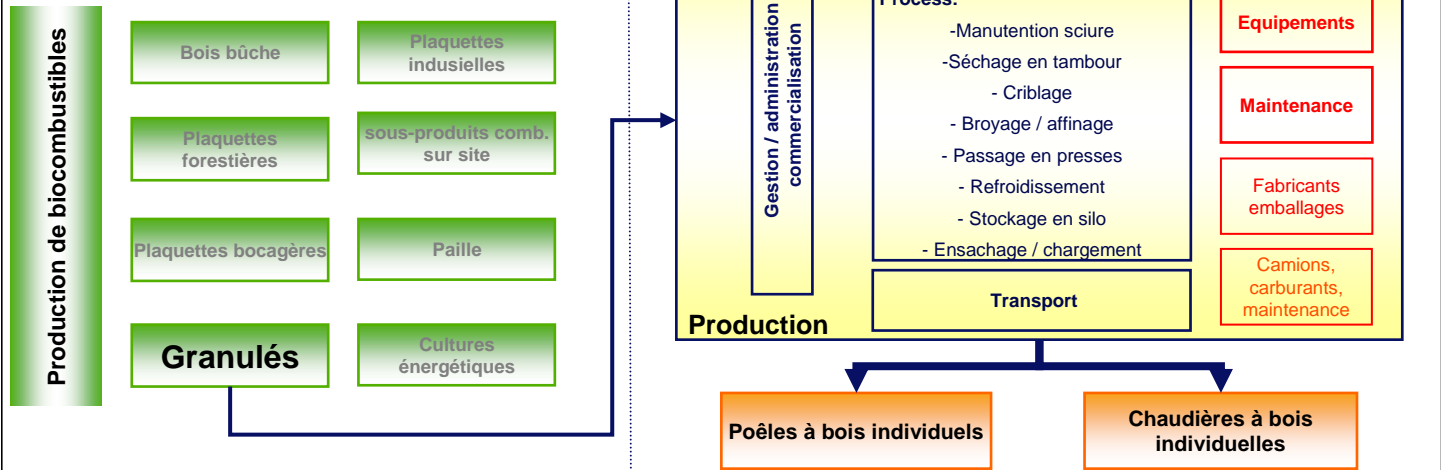 Production de biocombustibles
Bois bûche
Plaquettes
indusielles
Plaquettes
forestières
sous-produits comb.
sur site
Plaquettes bocagères
Paille
Granulés
Cultures
énergétiques
Gestion / administration
commercialisation
Process:
-Manutention sciure
-Séchage en tambour
- Criblage
- Broyage / affinage
- Passage en presses
- Refroidissement
- Stockage en silo
- Ensachage / chargement
Transport
Production
Equipements
Maintenance
Fabricants
emballages
Camions,
carburants,
maintenance
Poêles à bois individuels
Chaudières à bois
individuelles